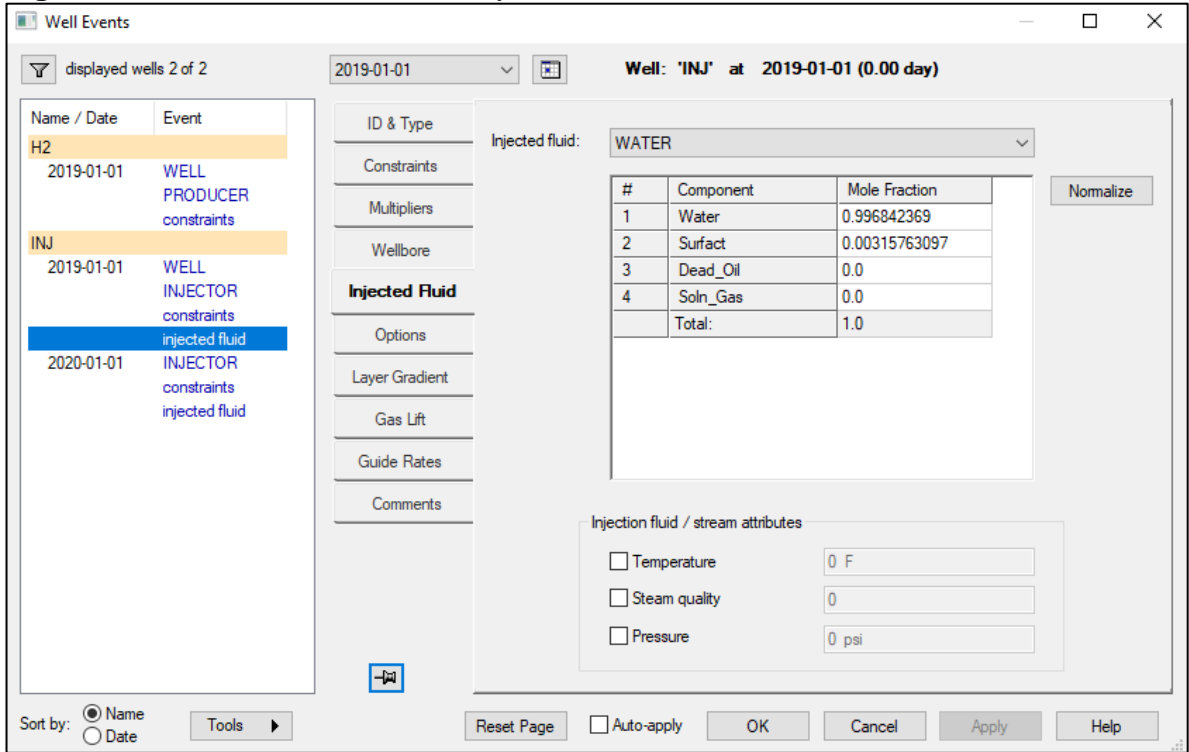 Well Events
displayed wells 2 of 2
2019-01-01
Well: 'INJ' at 2019-01-01 (0.00 day)
Name / Date Event
H2
2019-01-01 WELL
PRODUCER
constraints
INJ
2019-01-01 WELL
INJECTOR
constraints
injected fluid
2020-01-01 INJECTOR
constraints
injected fluid
ID & Type
Constraints
Multipliers
Wellbore
Injected Fluid
Options
Layer Gradient
Gas Lift
Guide Rates
Comments
Injected fluid: WATER
# Component Mole Fraction
1 Water 0.996842369
2 Surfact 0.00315763097
3 Dead_Oil 0.0
4 Soln_Gas 0.0
Total: 1.0
Normalize
Injection fluid / stream attributes
Temperature 0 F
Steam quality 0
Pressure 0 psi
Sort by: Name
Date
Tools
Reset Page
Auto-apply
OK
Cancel
Apply
Help